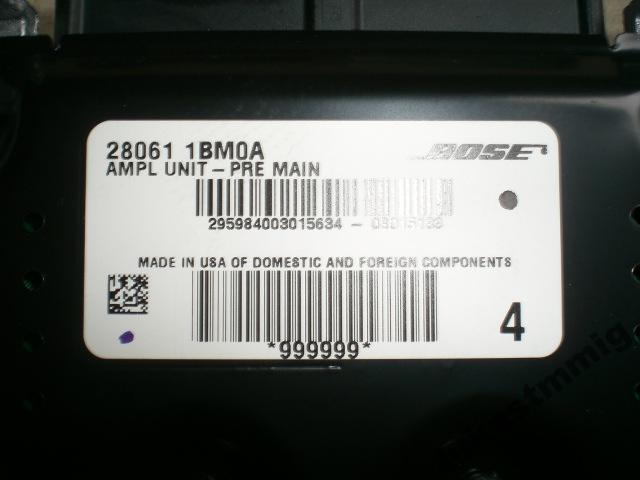 28061 1BM0A
BOSE
AMPL UNIT - PRE MAIN
295984003015634 -
MADE IN USA OF DOMESTIC AND FOREIGN COMPONENTS
4
*999999*